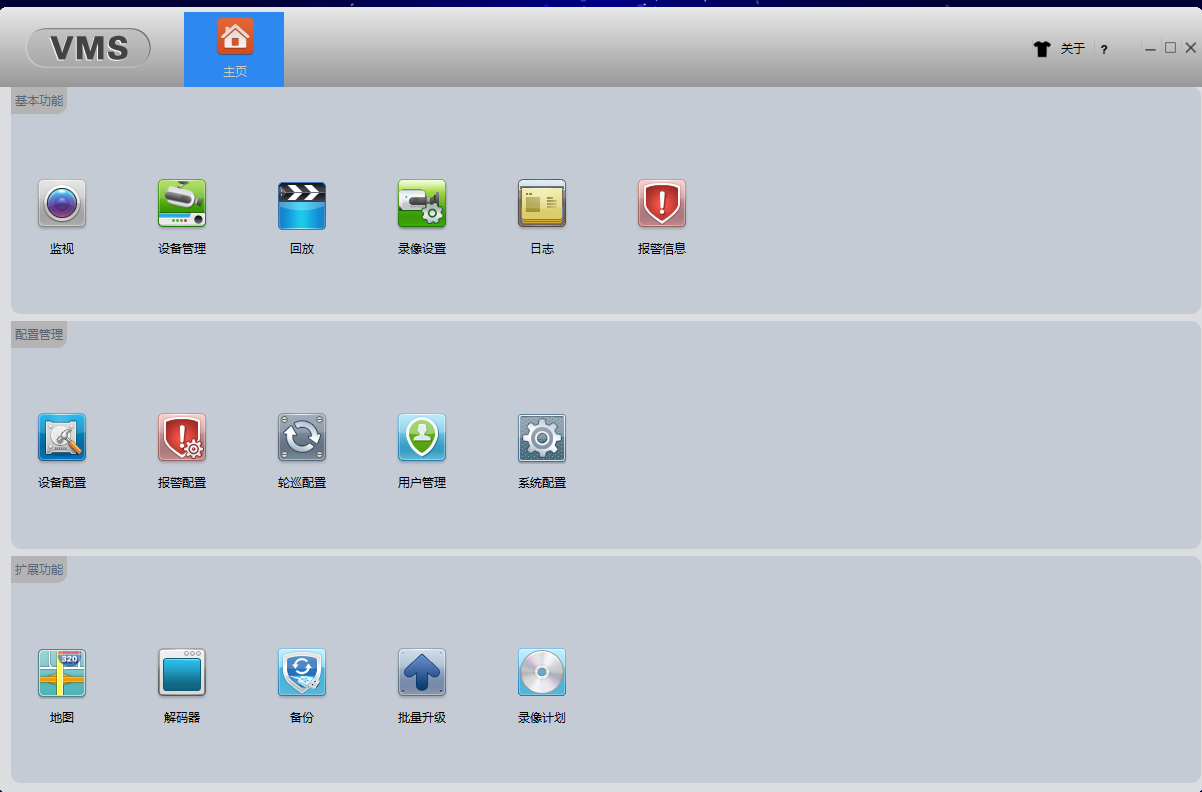 VMS
主页
关于
?
基本功能
监视
设备管理
回放
录像设置
日志
报警信息
配置管理
设备配置
报警配置
轮巡配置
用户管理
系统配置
扩展功能
320
地图
解码器
备份
批量升级
录像计划